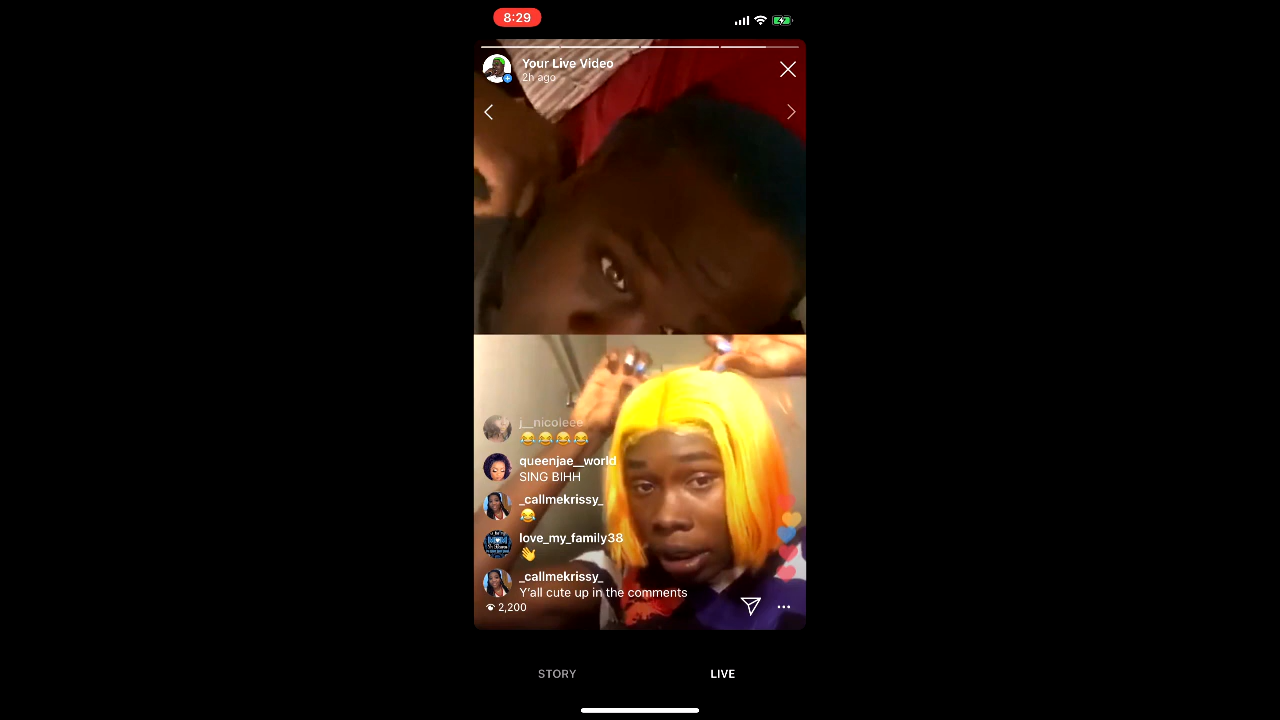 8:29
Your Live Video
2h ago
j__nicoleee
😂😂😂😂
queenjae__world
SING BIHH
_callmekrissy_
😂
love_my_family38
👋
_callmekrissy_
Y'all cute up in the comments
2,200
STORY LIVE